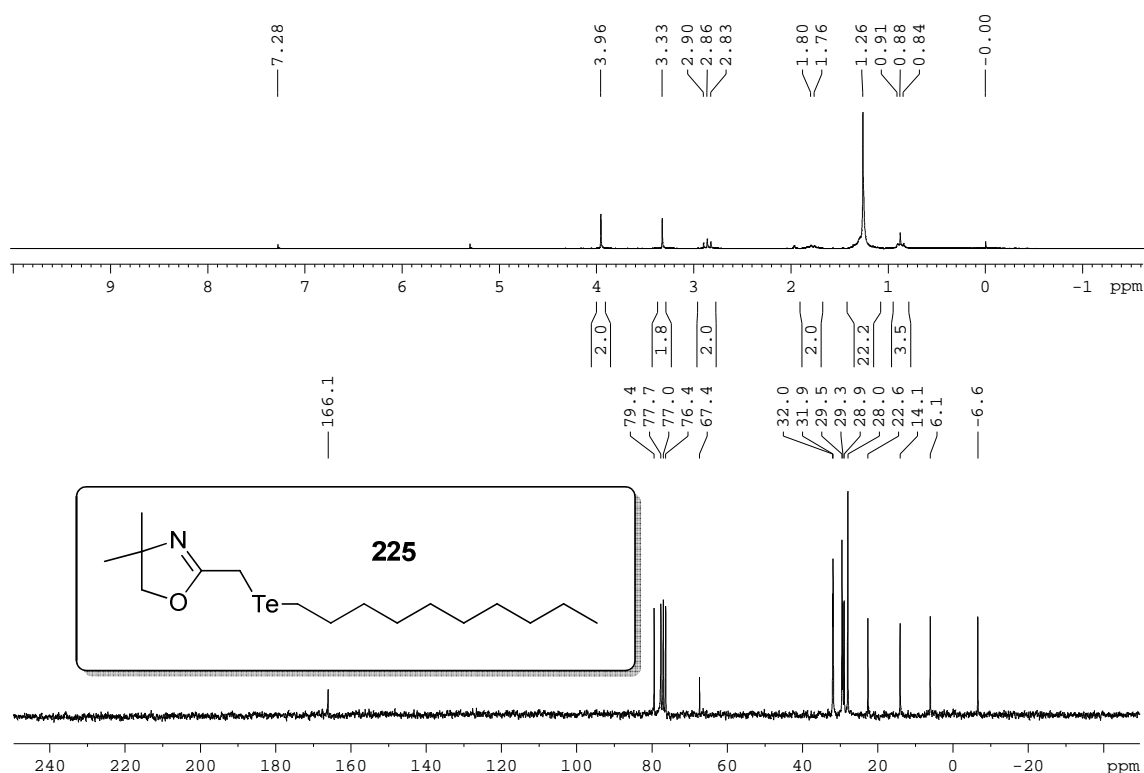 7.28 3.96 3.33 2.90 2.86 2.83 1.80 1.76 1.26 0.91 0.88 0.84 -0.00
9 8 7 6 5 4 3 2 1 0 -1 ppm
2.0 1.8 2.0 2.0 22.2 3.5
166.1 79.4 77.7 77.0 76.4 67.4 32.0 31.9 29.5 29.3 28.9 28.0 22.6 14.1 6.1 -6.6
N
225
O
Te
240 220 200 180 160 140 120 100 80 60 40 20 0 -20 ppm